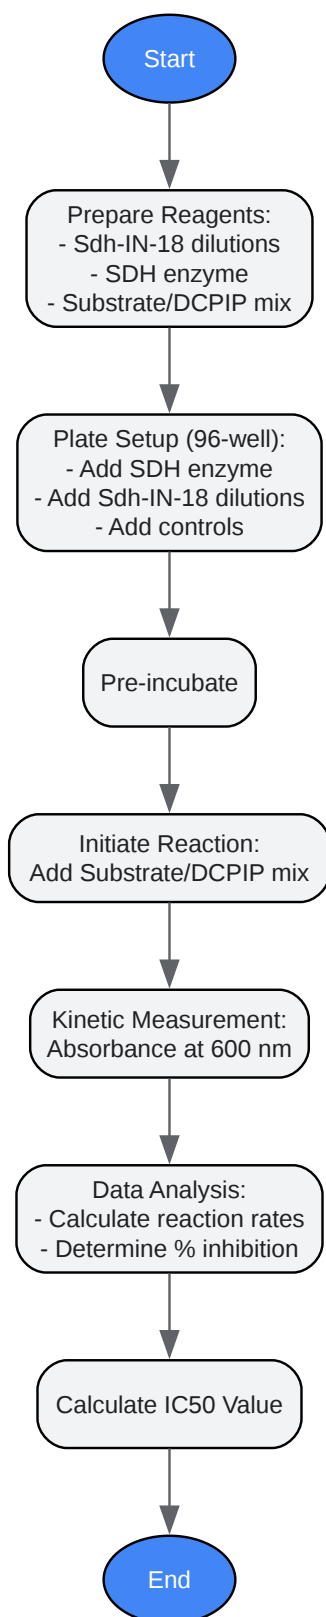 Start
Prepare Reagents:
- Sdh-IN-18 dilutions
- SDH enzyme
- Substrate/DCPIP mix
Plate Setup (96-well):
- Add SDH enzyme
- Add Sdh-IN-18 dilutions
- Add controls
Pre-incubate
Initiate Reaction:
Add Substrate/DCPIP mix
Kinetic Measurement:
Absorbance at 600 nm
Data Analysis:
- Calculate reaction rates
- Determine % inhibition
Calculate IC50 Value
End